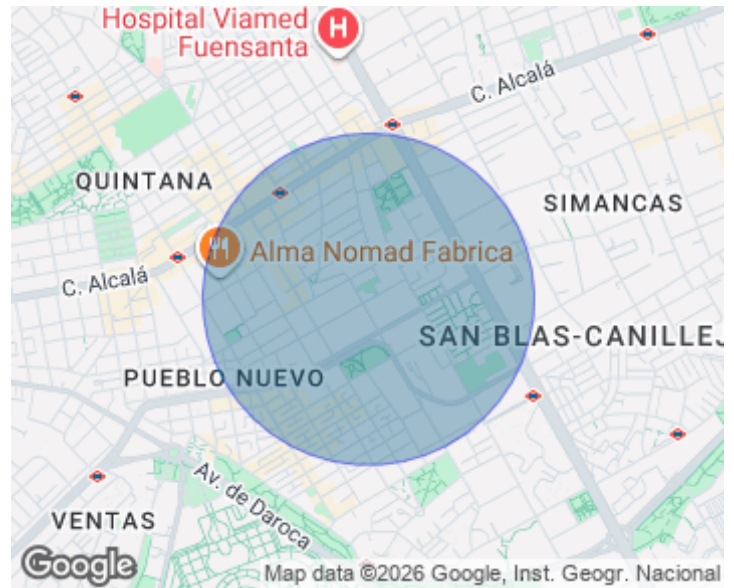 Hospital Viamed
Fuensanta
H
C. Alcalá
QUINTANA
SIMANCAS
Alma Nomad Fabrica
C. Alcalá
SAN BLAS-CANILLEJ
PUEBLO NUEVO
Av. de Daroca
VENTAS
Google
Map data ©2026 Google, Inst. Geogr. Nacional